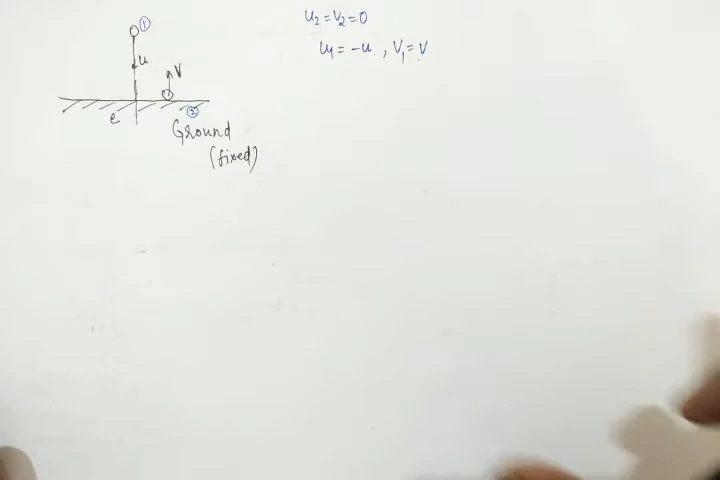 ①
u
V
e
②
Ground
(fixed)
u₂ = V₂ = 0
u₁ = -u , V₁ = V